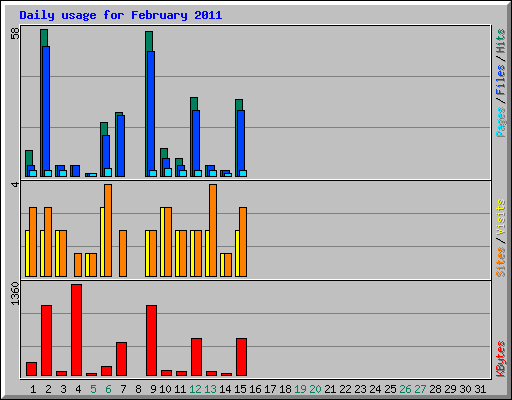 Daily usage for February 2011
58
Pages / Files / Hits
4
Sites / Visits
1360
KBytes
1 2 3 4 5 6 7 8 9 10 11 12 13 14 15 16 17 18 19 20 21 22 23 24 25 26 27 28 29 30 31